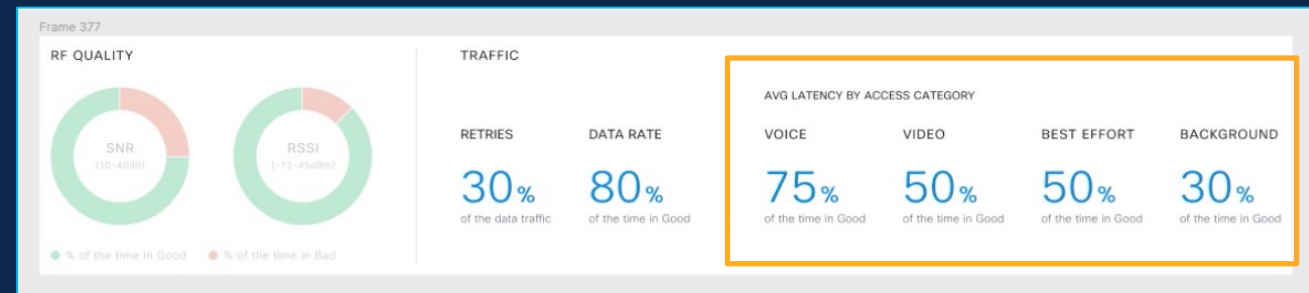 Frame 377
RF QUALITY
SNR
(10-40dB)
RSSI
(-72-45dBm)
% of the time in Good
% of the time in Bad
TRAFFIC
RETRIES
30%
of the data traffic
DATA RATE
80%
of the time in Good
AVG LATENCY BY ACCESS CATEGORY
VOICE
75%
of the time in Good
VIDEO
50%
of the time in Good
BEST EFFORT
50%
of the time in Good
BACKGROUND
30%
of the time in Good